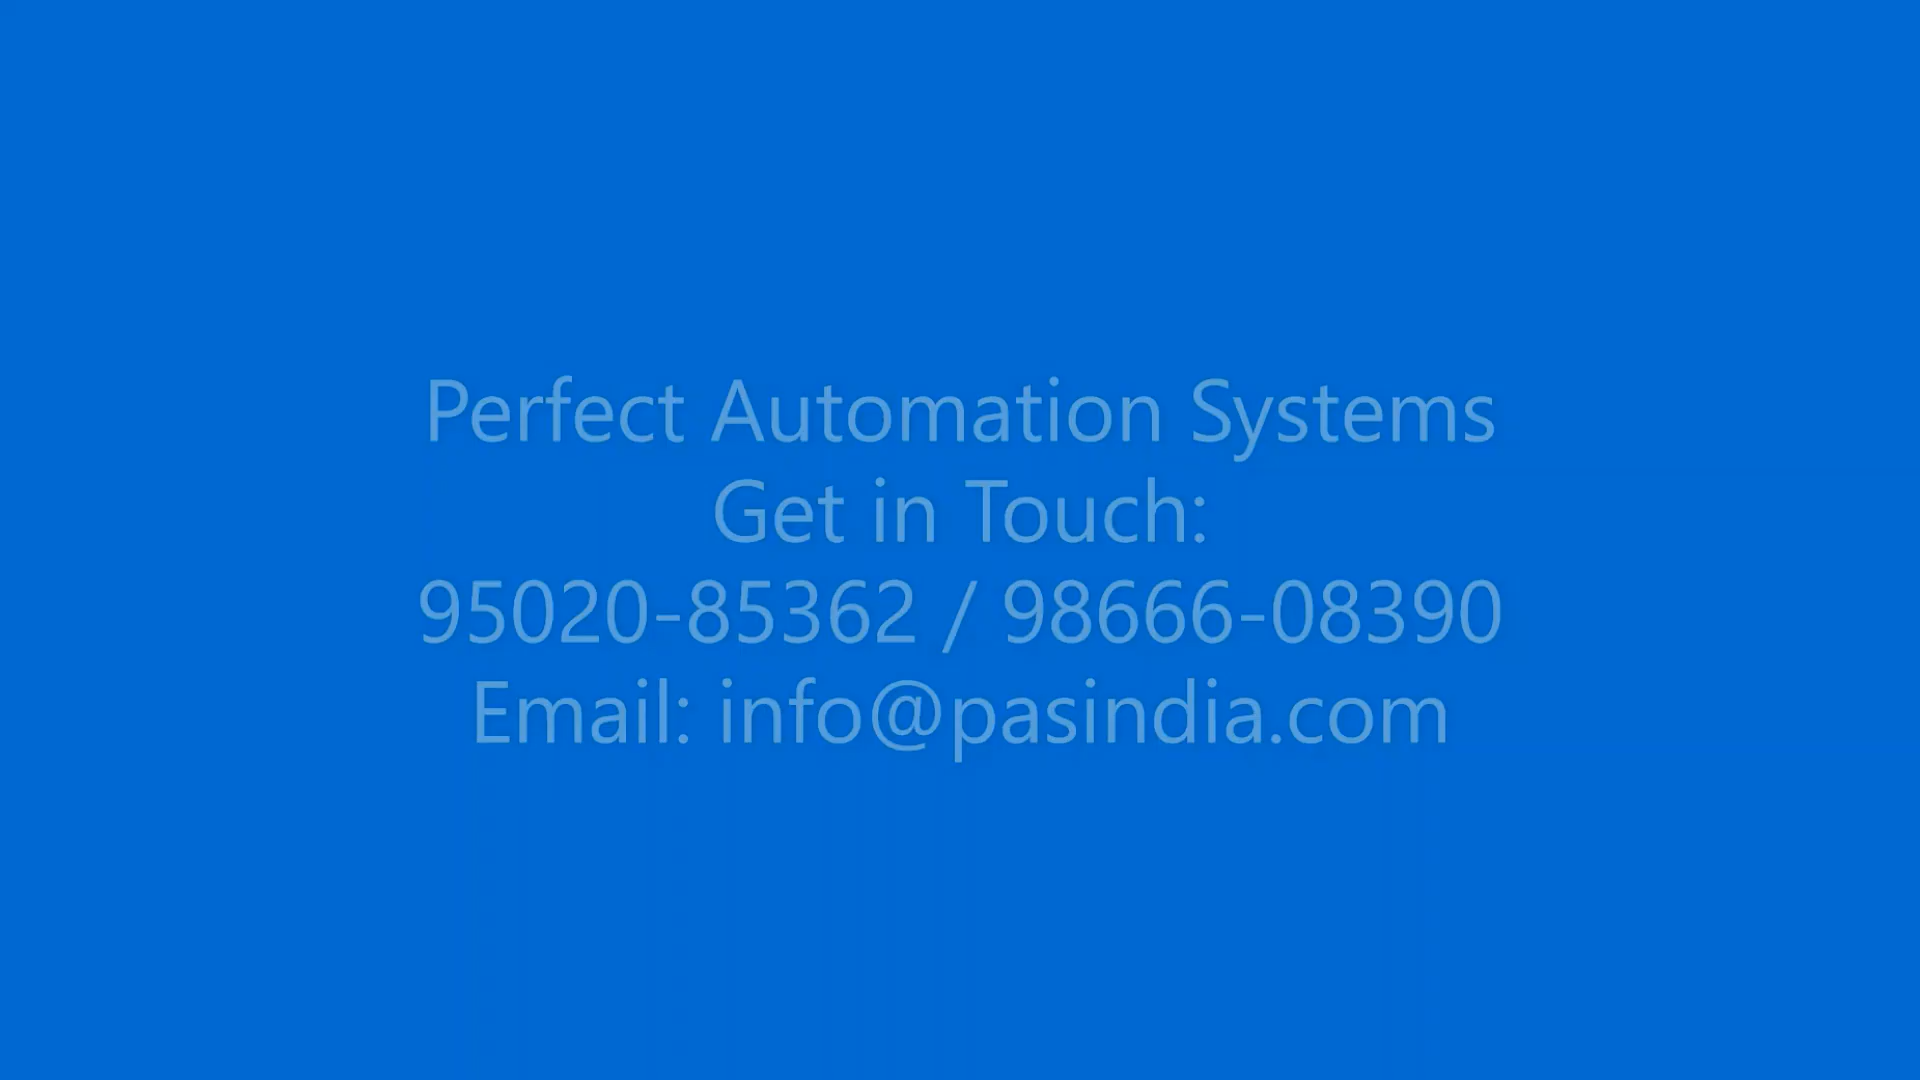 Perfect Automation Systems
Get in Touch:
95020-85362 / 98666-08390
Email: info@pasindia.com